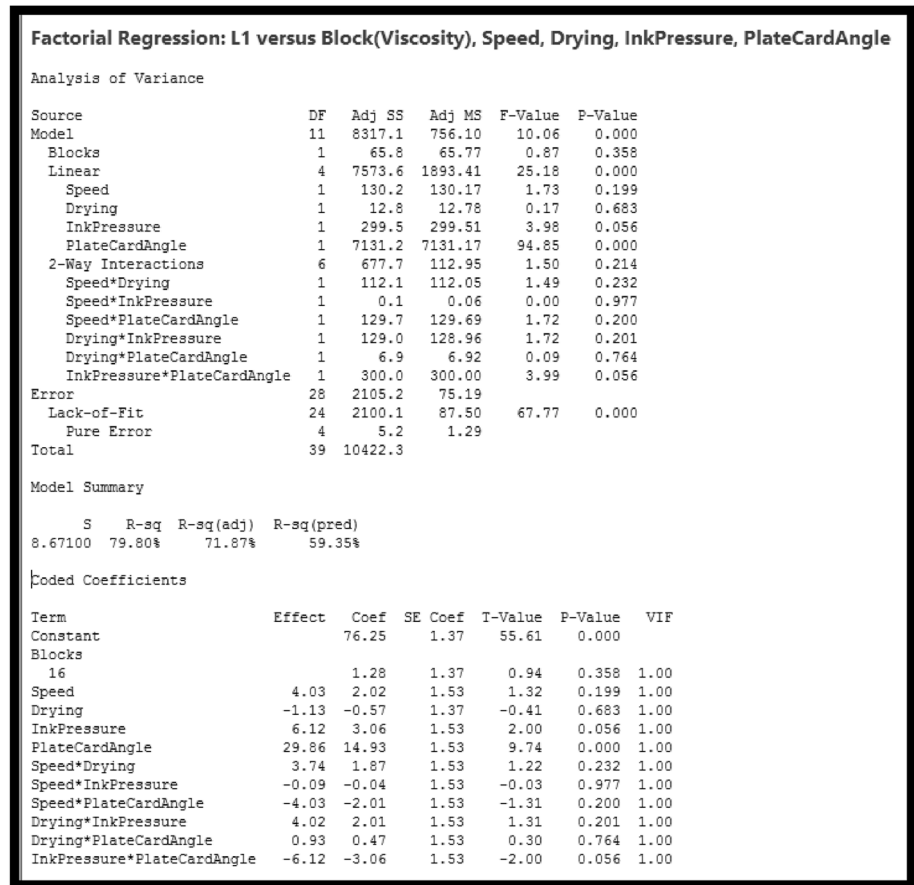 Factorial Regression: L1 versus Block(Viscosity), Speed, Drying, InkPressure, PlateCardAngle
Analysis of Variance
Source DF Adj SS Adj MS F-Value P-Value
Model 11 8317.1 756.10 10.06 0.000
Blocks 1 65.8 65.77 0.87 0.358
Linear 4 7573.6 1893.41 25.18 0.000
Speed 1 130.2 130.17 1.73 0.199
Drying 1 12.8 12.78 0.17 0.683
InkPressure 1 299.5 299.51 3.98 0.056
PlateCardAngle 1 7131.2 7131.17 94.85 0.000
2-Way Interactions 6 677.7 112.95 1.50 0.214
Speed*Drying 1 112.1 112.05 1.49 0.232
Speed*InkPressure 1 0.1 0.06 0.00 0.977
Speed*PlateCardAngle 1 129.7 129.69 1.72 0.200
Drying*InkPressure 1 129.0 128.96 1.72 0.201
Drying*PlateCardAngle 1 6.9 6.92 0.09 0.764
InkPressure*PlateCardAngle 1 300.0 300.00 3.99 0.056
Error 28 2105.2 75.19
Lack-of-Fit 24 2100.1 87.50 67.77 0.000
Pure Error 4 5.2 1.29
Total 39 10422.3
Model Summary
S R-sq R-sq(adj) R-sq(pred)
8.67100 79.80% 71.87% 59.35%
Coded Coefficients
Term Effect Coef SE Coef T-Value P-Value VIF
Constant 76.25 1.37 55.61 0.000
Blocks
16 1.28 1.37 0.94 0.358 1.00
Speed 4.03 2.02 1.53 1.32 0.199 1.00
Drying -1.13 -0.57 1.37 -0.41 0.683 1.00
InkPressure 6.12 3.06 1.53 2.00 0.056 1.00
PlateCardAngle 29.86 14.93 1.53 9.74 0.000 1.00
Speed*Drying 3.74 1.87 1.53 1.22 0.232 1.00
Speed*InkPressure -0.09 -0.04 1.53 -0.03 0.977 1.00
Speed*PlateCardAngle -4.03 -2.01 1.53 -1.31 0.200 1.00
Drying*InkPressure 4.02 2.01 1.53 1.31 0.201 1.00
Drying*PlateCardAngle 0.93 0.47 1.53 0.30 0.764 1.00
InkPressure*PlateCardAngle -6.12 -3.06 1.53 -2.00 0.056 1.00